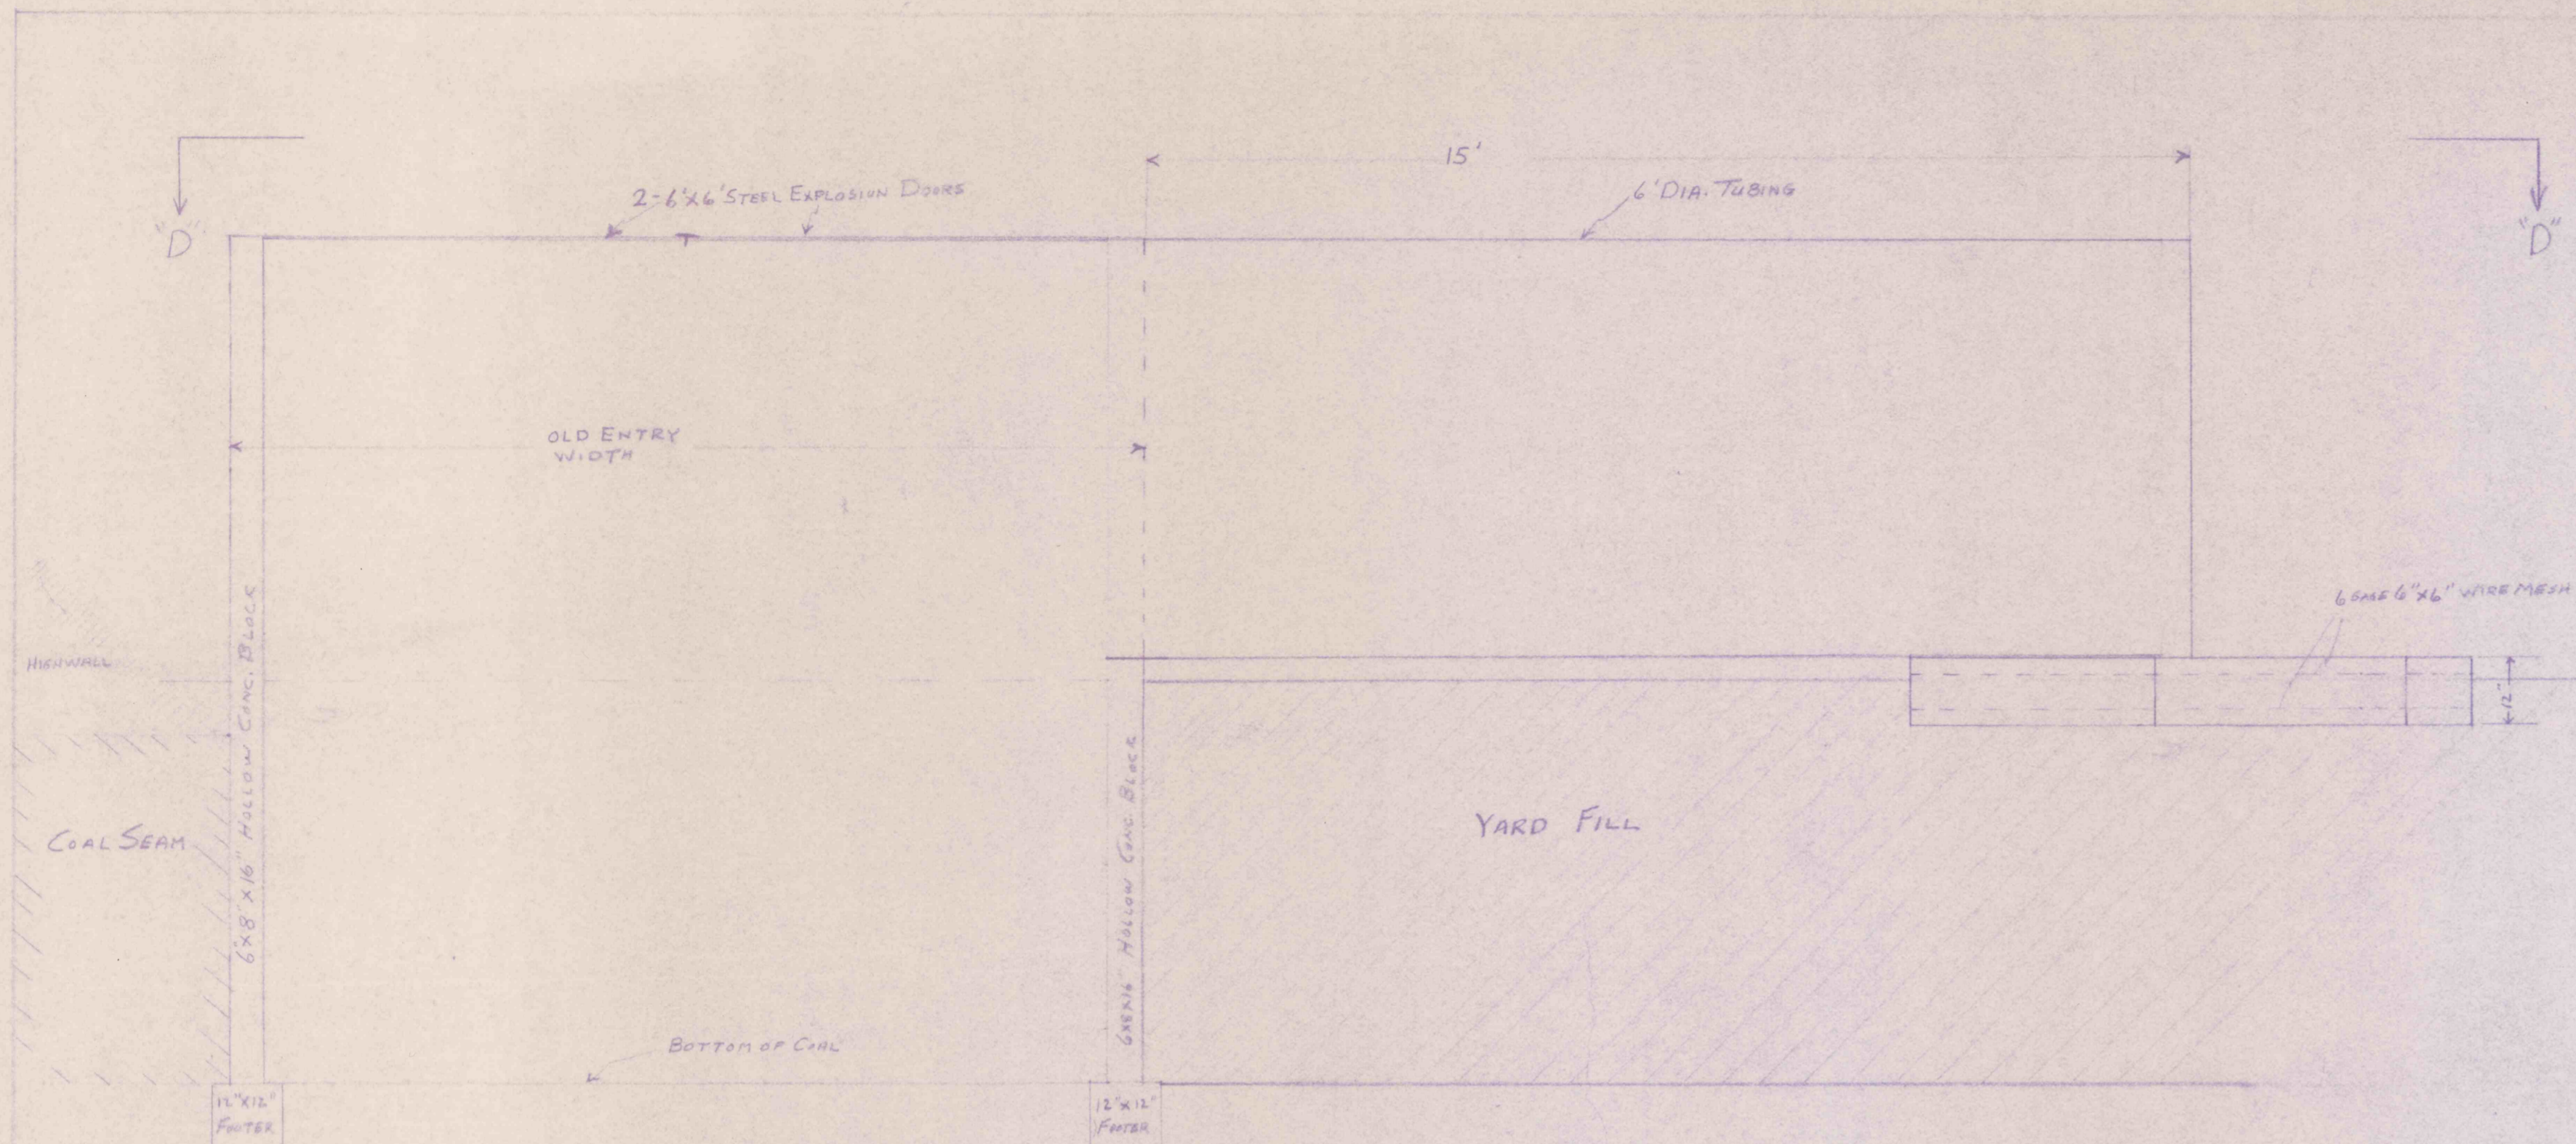 15'
2-6'X6' STEEL EXPLOSION DOORS
6' DIA. TUBING
"D"
"D"
OLD ENTRY
WIDTH
6 GAGE 6"X6" WIRE MESH
HIGHWALL
6"X8"X16" HOLLOW CONC. BLOCK
12"
6X8X16" HOLLOW CONC. BLOCK
YARD FILL
COAL SEAM
BOTTOM OF COAL
12"X12"
FOOTER
12"X12"
FOOTER